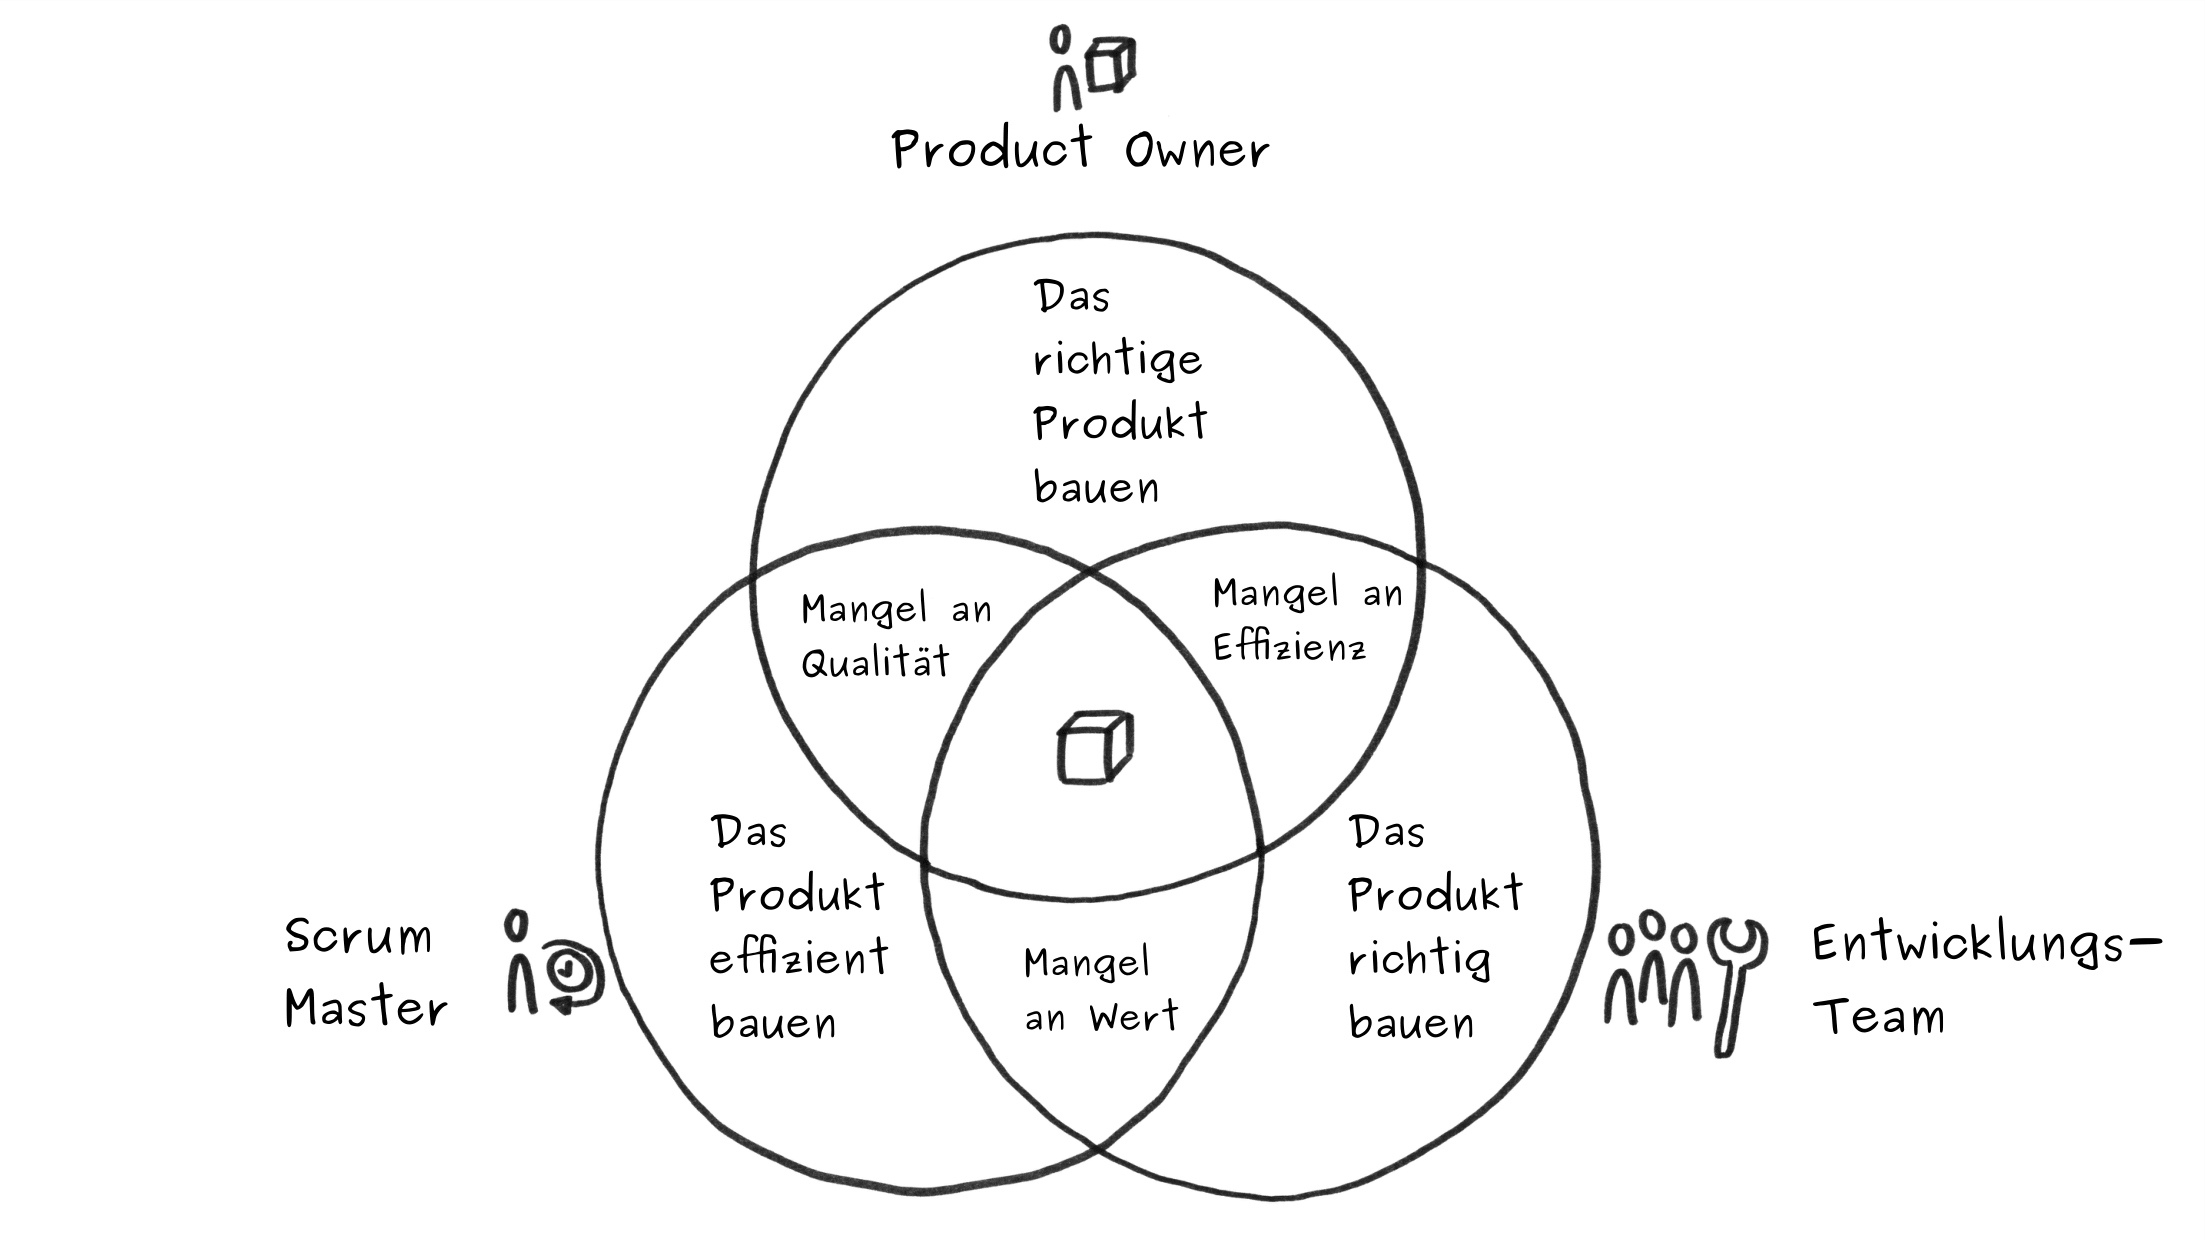 Product Owner
Das
richtige
Produkt
bauen
Mangel an
Qualität
Mangel an
Effizienz
Das
Produkt
effizient
bauen
Das
Produkt
richtig
bauen
Mangel
an Wert
Scrum
Master
Entwicklungs-
Team